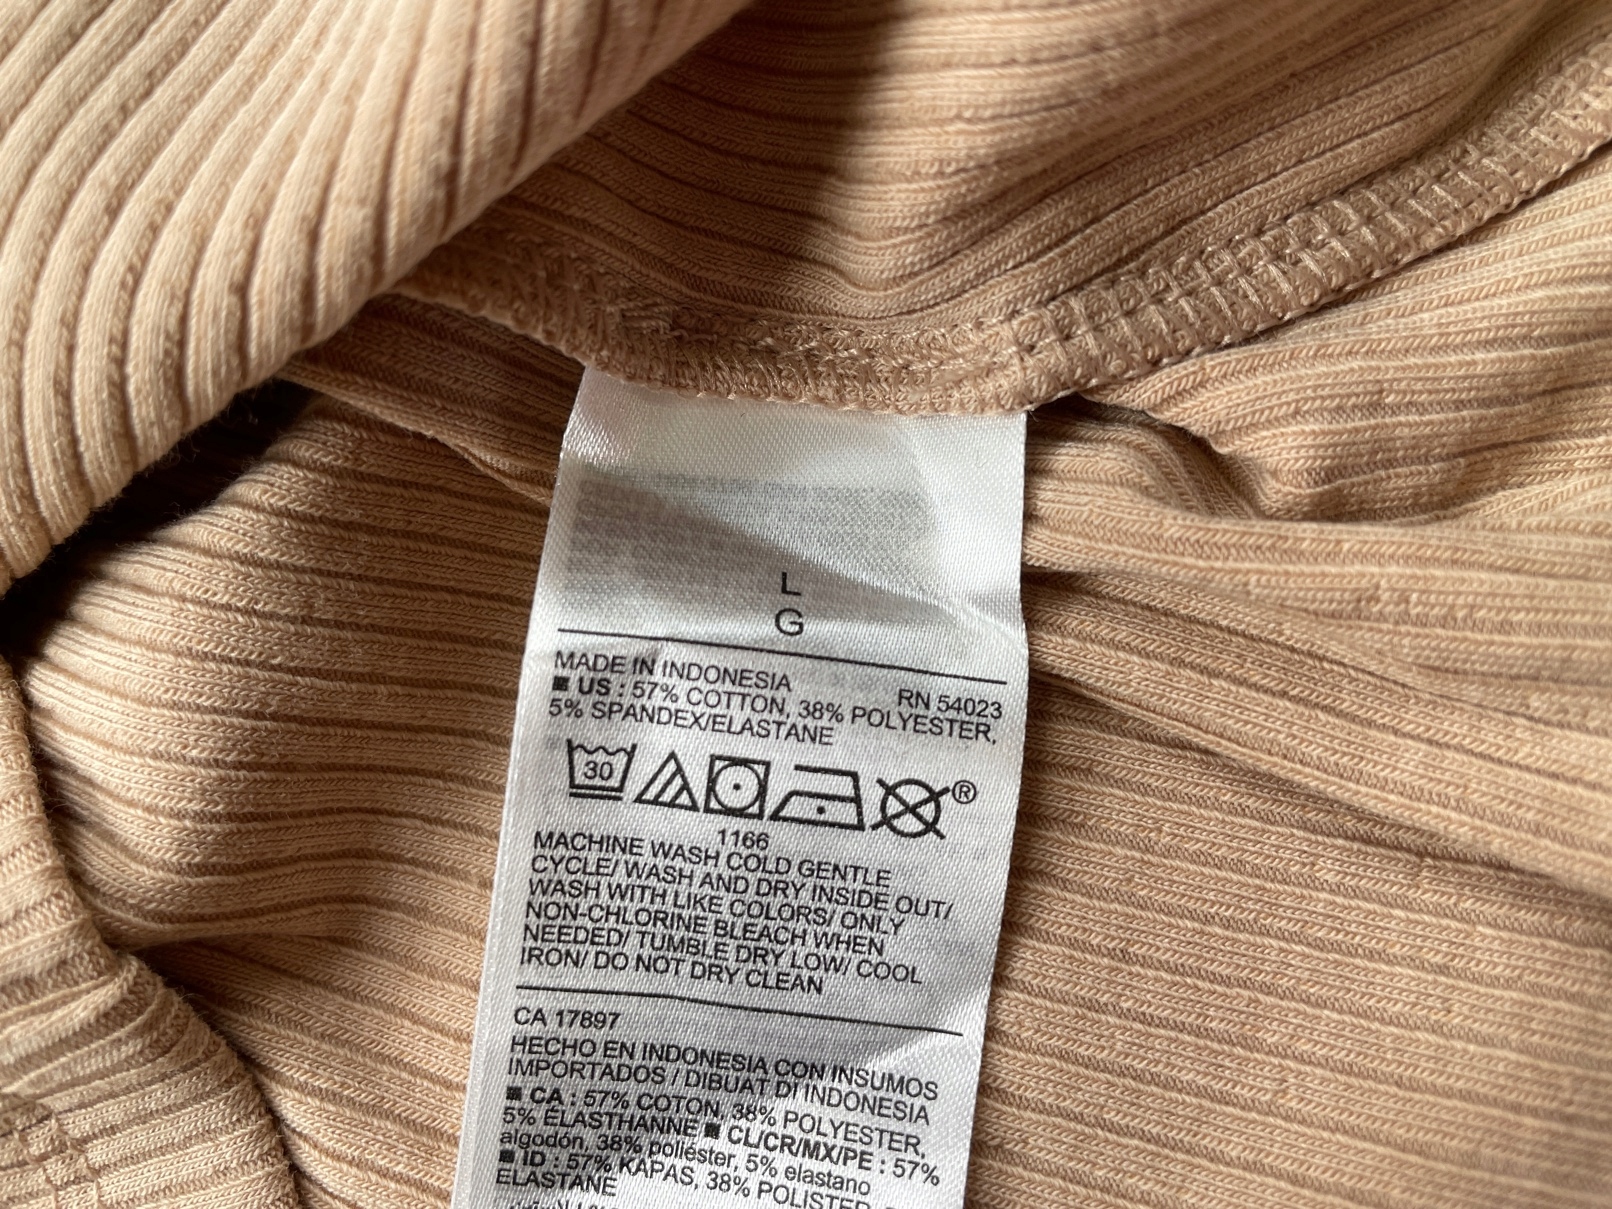 L
G
MADE IN INDONESIA RN 54023
■ US : 57% COTTON, 38% POLYESTER,
5% SPANDEX/ELASTANE
30
®
1166
MACHINE WASH COLD GENTLE
CYCLE/ WASH AND DRY INSIDE OUT/
WASH WITH LIKE COLORS/ ONLY
NON-CHLORINE BLEACH WHEN
NEEDED/ TUMBLE DRY LOW/ COOL
IRON/ DO NOT DRY CLEAN
CA 17897
HECHO EN INDONESIA CON INSUMOS
IMPORTADOS / DIBUAT DI INDONESIA
■ CA : 57% COTON, 38% POLYESTER,
5% ÉLASTHANNE ■ CL/CR/MX/PE : 57%
algodón, 38% poliéster, 5% elastano
■ ID : 57% KAPAS, 38% POLISTER
ELASTANE